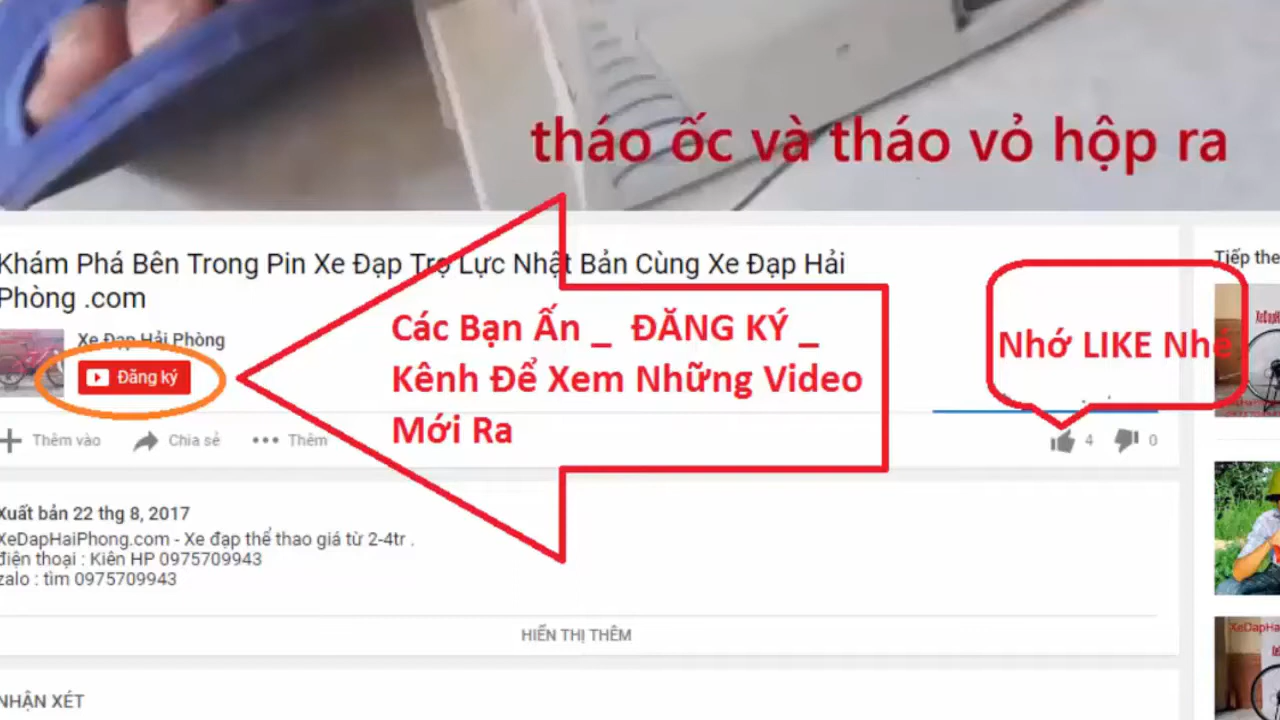 tháo ốc và tháo vỏ hộp ra
Khám Phá Bên Trong Pin Xe Đạp Trợ Lực Nhật Bản Cùng Xe Đạp Hải
Phòng .com
Xe Đạp Hải Phòng
Đăng ký
Các Bạn Ấn _ ĐĂNG KÝ _
Kênh Để Xem Những Video
Mới Ra
Nhớ LIKE Nhé
Thêm vào
Chia sẻ
Thêm
4
0
Xuất bản 22 thg 8, 2017
XeDapHaiPhong.com - Xe đạp thể thao giá từ 2-4tr .
điện thoại : Kiên HP 0975709943
zalo : tìm 0975709943
HIỂN THỊ THÊM
NHẬN XÉT
Tiếp the
XeDapHa